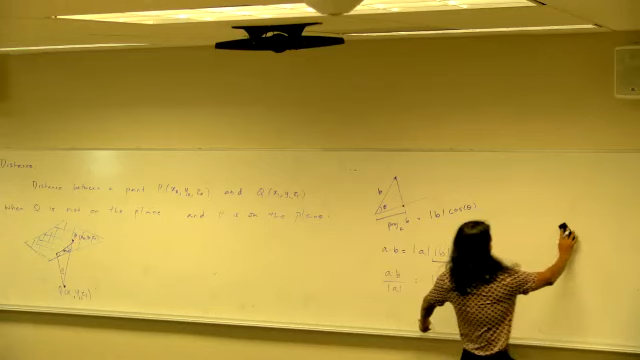 Distance
Distance between a point P(x₀, y₀, z₀) and Q(x₁, y₁, z₁)
when Q is not on the plane and P is on the plane.
b
θ
proj b = |b| cos(θ)
a·b = |a| |b|
a·b / |a| =